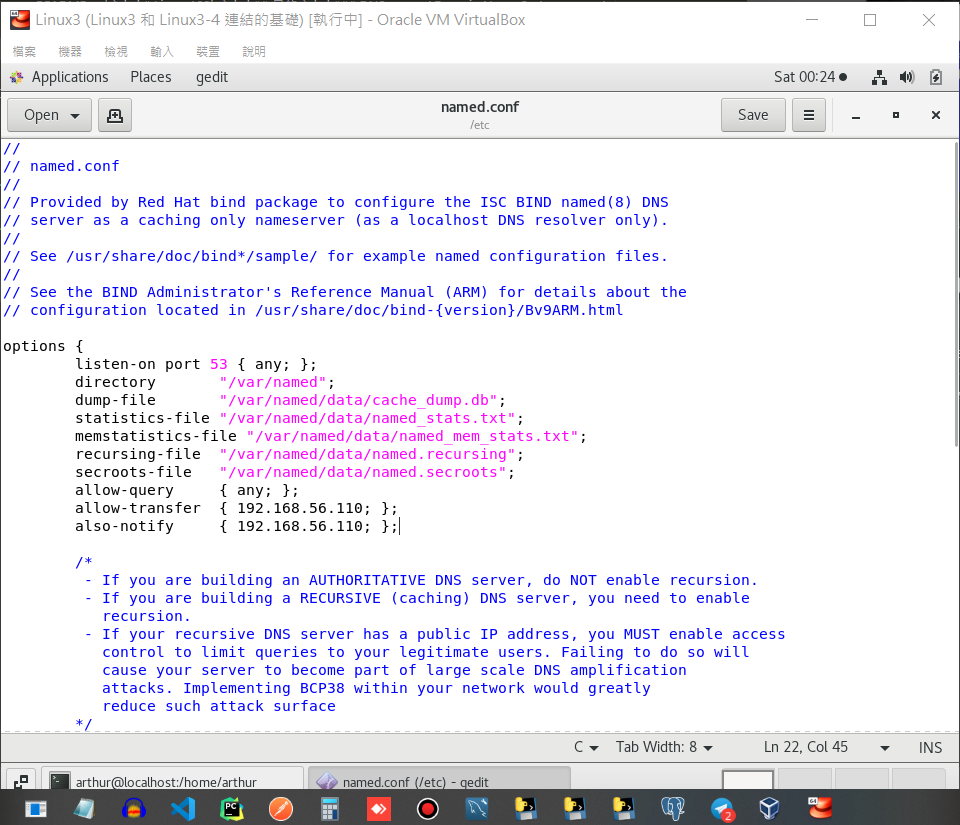 Linux3 (Linux3 和 Linux3-4 連結的基礎) [執行中] - Oracle VM VirtualBox
檔案 機器 檢視 輸入 裝置 說明
Applications Places gedit Sat 00:24
Open named.conf Save
/etc
//
// named.conf
//
// Provided by Red Hat bind package to configure the ISC BIND named(8) DNS
// server as a caching only nameserver (as a localhost DNS resolver only).
//
// See /usr/share/doc/bind*/sample/ for example named configuration files.
//
// See the BIND Administrator's Reference Manual (ARM) for details about the
// configuration located in /usr/share/doc/bind-{version}/Bv9ARM.html
options {
listen-on port 53 { any; };
directory "/var/named";
dump-file "/var/named/data/cache_dump.db";
statistics-file "/var/named/data/named_stats.txt";
memstatistics-file "/var/named/data/named_mem_stats.txt";
recursing-file "/var/named/data/named.recursing";
secroots-file "/var/named/data/named.secroots";
allow-query { any; };
allow-transfer { 192.168.56.110; };
also-notify { 192.168.56.110; };
/*
- If you are building an AUTHORITATIVE DNS server, do NOT enable recursion.
- If you are building a RECURSIVE (caching) DNS server, you need to enable
recursion.
- If your recursive DNS server has a public IP address, you MUST enable access
control to limit queries to your legitimate users. Failing to do so will
cause your server to become part of large scale DNS amplification
attacks. Implementing BCP38 within your network would greatly
reduce such attack surface
*/
C Tab Width: 8 Ln 22, Col 45 INS
arthur@localhost:/home/arthur named.conf (/etc) - gedit
PC 2 64